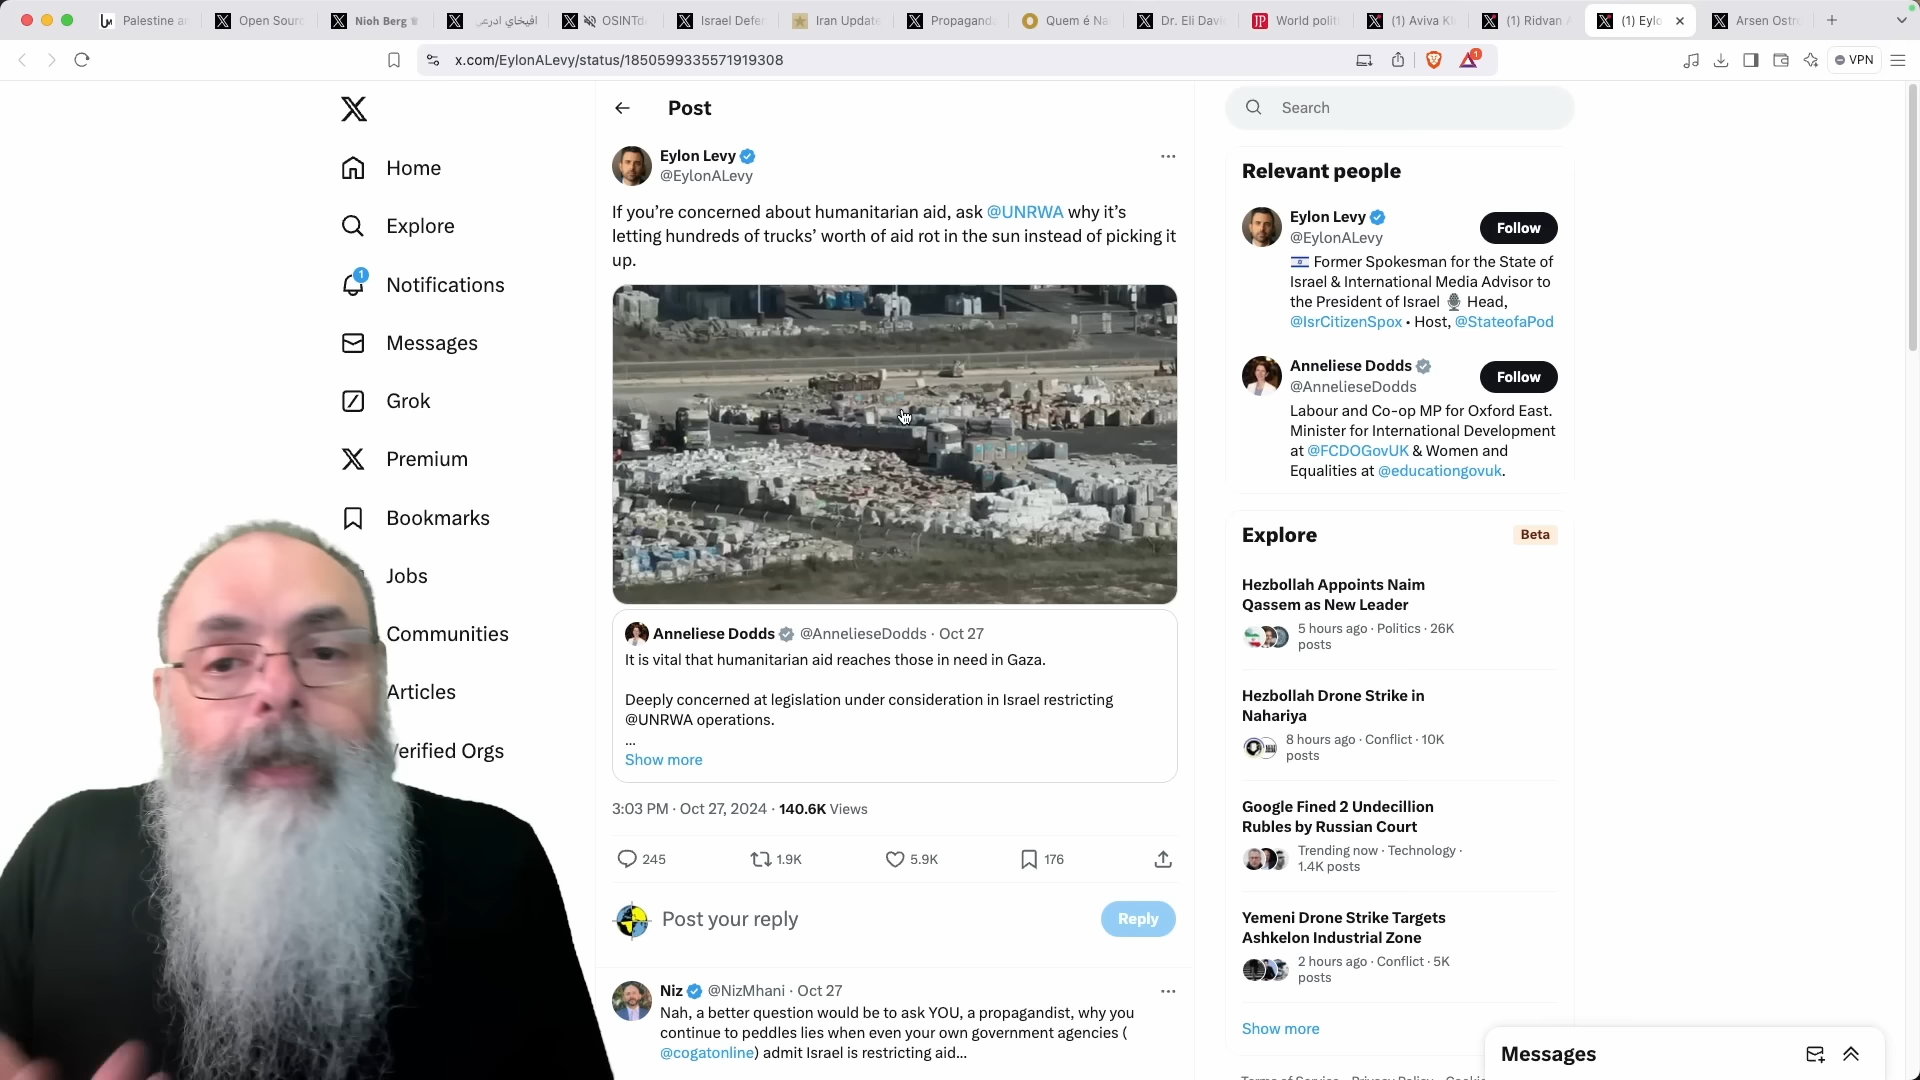 Palestine a
Open Sour
Nioh Berg
افيخاي ادرعي
OSINTd
Israel Defe
Iran Update
Propagand
Quem é Na
Dr. Eli Davi
World polit
(1) Aviva Kl
(1) Ridvan A
(1) Eylo
Arsen Ostr
x.com/EylonALevy/status/1850599335571919308
1
VPN
Home
Explore
1
Notifications
Messages
Grok
Premium
Bookmarks
Jobs
Communities
Articles
Verified Orgs
Post
Eylon Levy
@EylonALevy
If you’re concerned about humanitarian aid, ask @UNRWA why it’s
letting hundreds of trucks’ worth of aid rot in the sun instead of picking it
up.
Anneliese Dodds @AnnelieseDodds · Oct 27
It is vital that humanitarian aid reaches those in need in Gaza.
Deeply concerned at legislation under consideration in Israel restricting
@UNRWA operations.
...
Show more
3:03 PM · Oct 27, 2024 · 140.6K Views
245
1.9K
5.9K
176
Post your reply
Reply
Niz @NizMhani · Oct 27
Nah, a better question would be to ask YOU, a propagandist, why you
continue to peddles lies when even your own government agencies (
@cogatonline) admit Israel is restricting aid...
Search
Relevant people
Eylon Levy
@EylonALevy
Follow
Former Spokesman for the State of
Israel & International Media Advisor to
the President of Israel Head,
@IsrCitizenSpox • Host, @StateofaPod
Anneliese Dodds
@AnnelieseDodds
Follow
Labour and Co-op MP for Oxford East.
Minister for International Development
at @FCDOGovUK & Women and
Equalities at @educationgovuk.
Explore
Beta
Hezbollah Appoints Naim
Qassem as New Leader
5 hours ago · Politics · 26K
posts
Hezbollah Drone Strike in
Nahariya
8 hours ago · Conflict · 10K
posts
Google Fined 2 Undecillion
Rubles by Russian Court
Trending now · Technology ·
1.4K posts
Yemeni Drone Strike Targets
Ashkelon Industrial Zone
2 hours ago · Conflict · 5K
posts
Show more
Messages